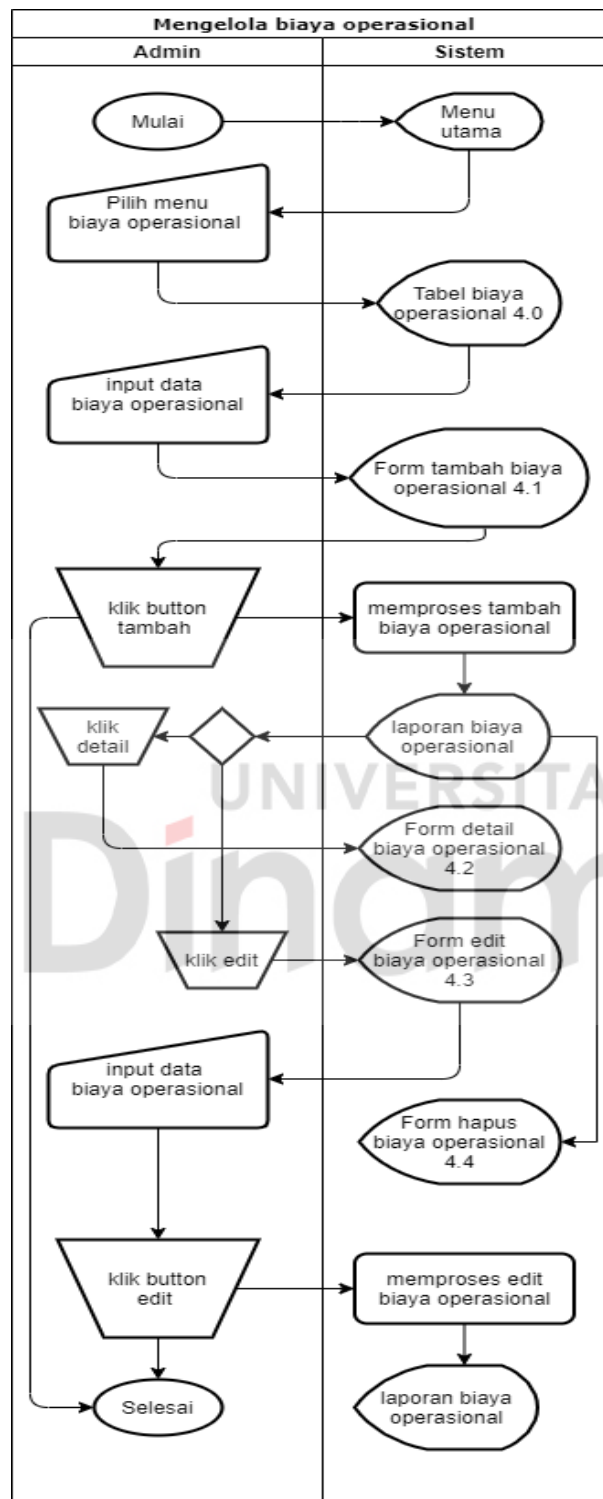 Mengelola biaya operasional
Admin
Sistem
Mulai
Menu
utama
Pilih menu
biaya operasional
Tabel biaya
operasional 4.0
input data
biaya operasional
Form tambah biaya
operasional 4.1
klik button
tambah
memproses tambah
biaya operasional
klik
detail
laporan biaya
operasional
UNIVERSITA
Dinam
Form detail
biaya operasional
4.2
klik edit
Form edit
biaya operasional
4.3
input data
biaya operasional
Form hapus
biaya operasional
4.4
klik button
edit
memproses edit
biaya operasional
Selesai
laporan biaya
operasional